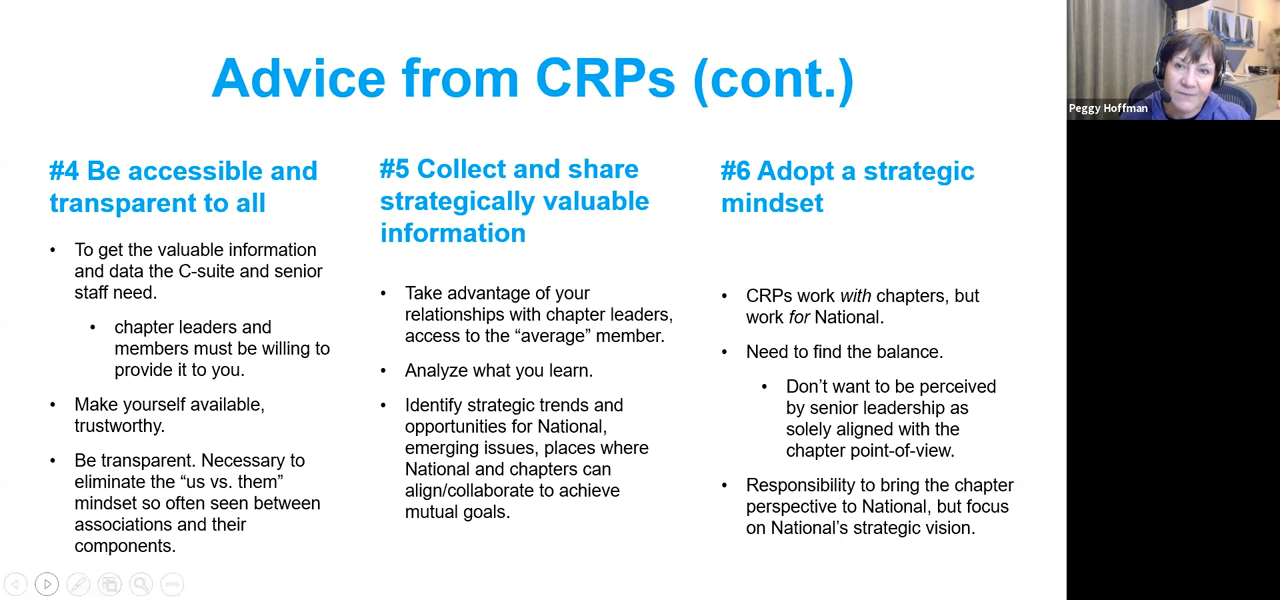 Advice from CRPs (cont.)
#4 Be accessible and
transparent to all
• To get the valuable information
and data the C-suite and senior
staff need.
• chapter leaders and
members must be willing to
provide it to you.
• Make yourself available,
trustworthy.
• Be transparent. Necessary to
eliminate the “us vs. them”
mindset so often seen between
associations and their
components.
#5 Collect and share
strategically valuable
information
• Take advantage of your
relationships with chapter leaders,
access to the “average” member.
• Analyze what you learn.
• Identify strategic trends and
opportunities for National,
emerging issues, places where
National and chapters can
align/collaborate to achieve
mutual goals.
#6 Adopt a strategic
mindset
• CRPs work with chapters, but
work for National.
• Need to find the balance.
• Don’t want to be perceived
by senior leadership as
solely aligned with the
chapter point-of-view.
• Responsibility to bring the chapter
perspective to National, but focus
on National’s strategic vision.
Peggy Hoffman